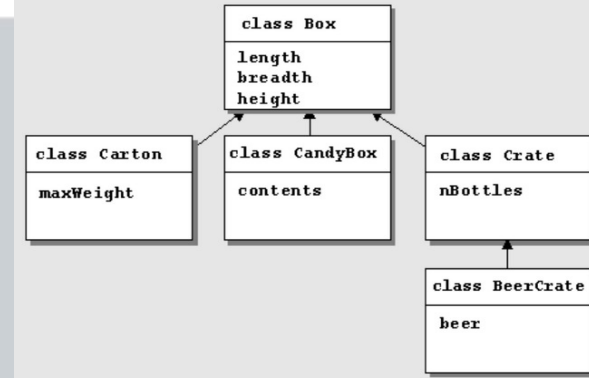 class Box
length
breadth
height
class Carton
maxWeight
class CandyBox
contents
class Crate
nBottles
class BeerCrate
beer